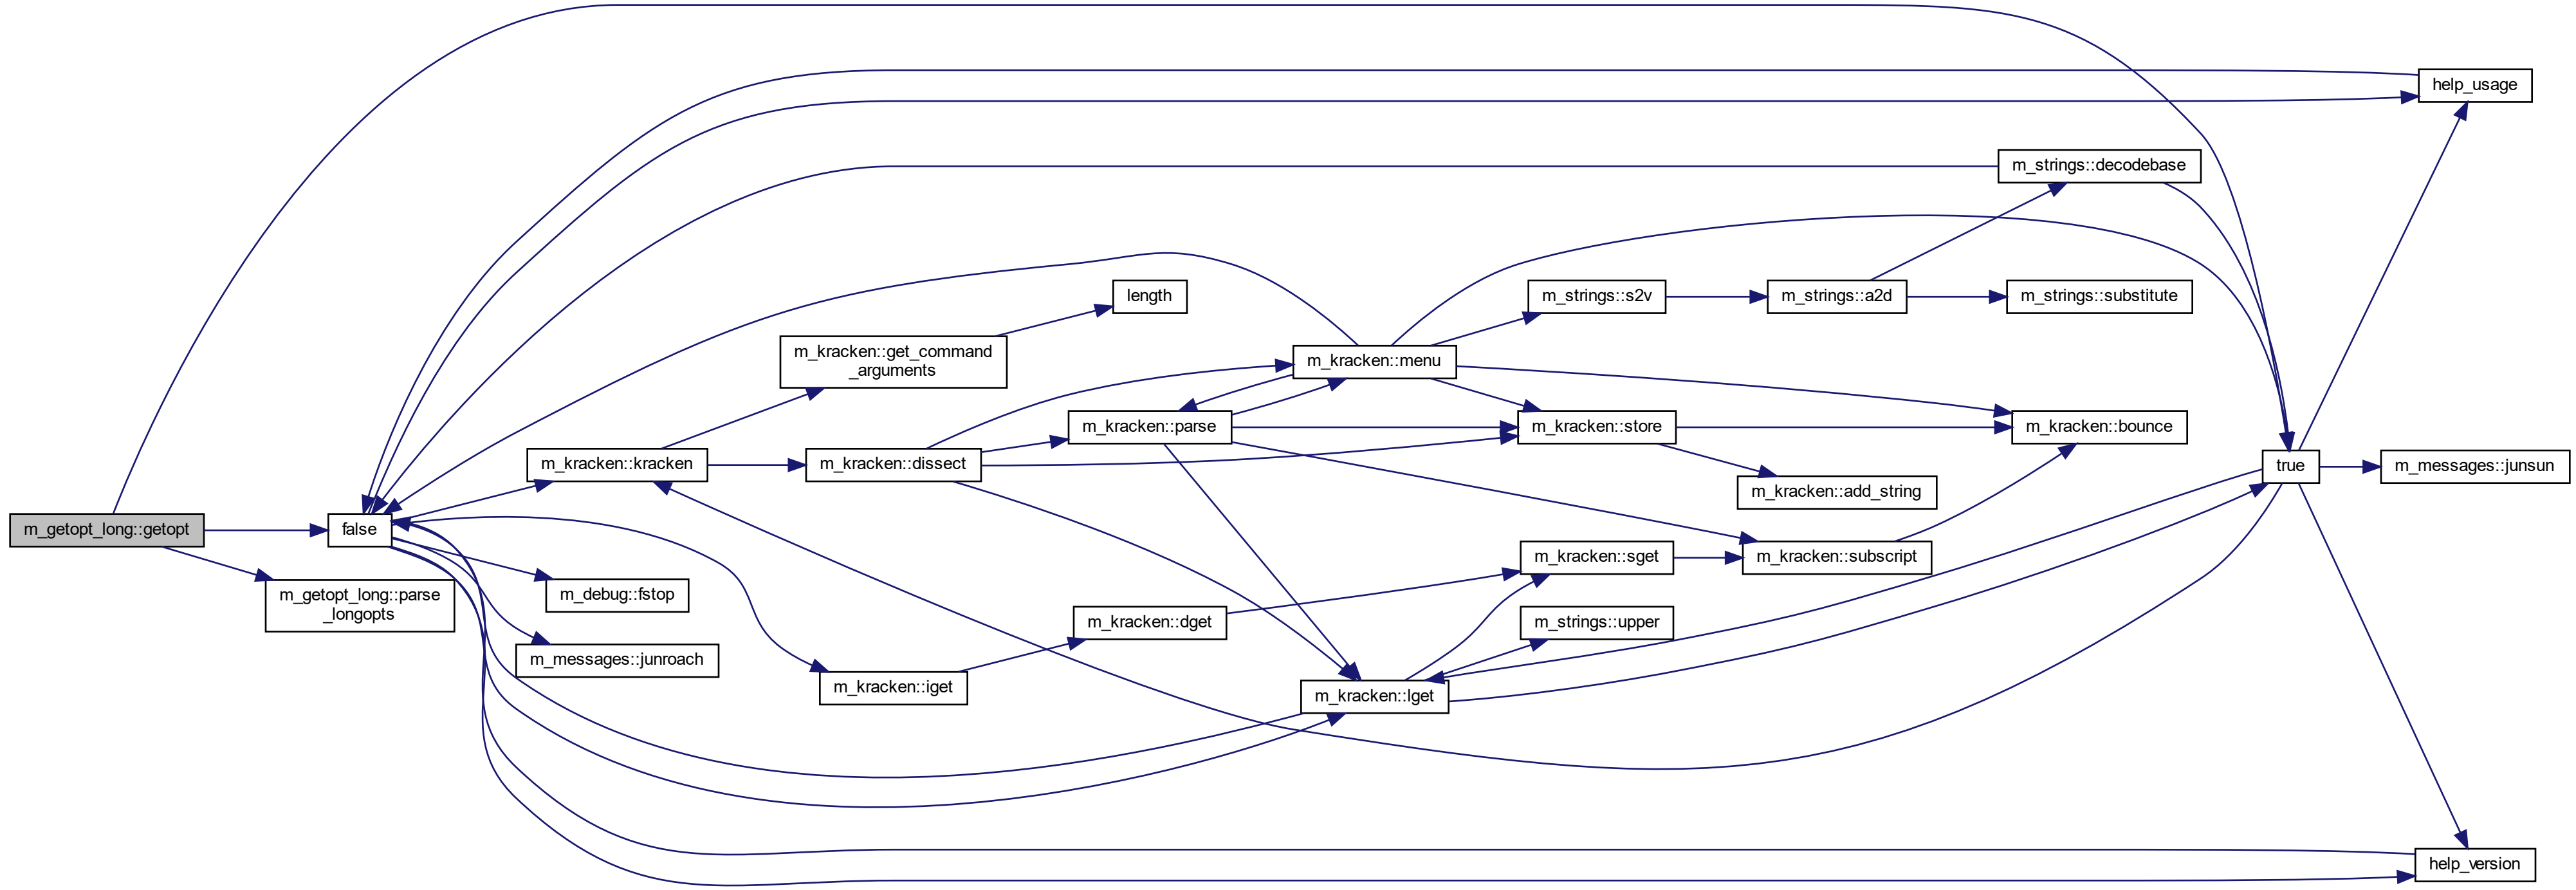 help_usage
m_strings::decodebase
length
m_strings::s2v
m_strings::a2d
m_strings::substitute
m_kracken::get_command
_arguments
m_kracken::menu
m_kracken::parse
m_kracken::store
m_kracken::bounce
m_kracken::kracken
m_kracken::dissect
true
m_messages::junsun
m_kracken::add_string
m_getopt_long::getopt
false
m_kracken::sget
m_kracken::subscript
m_getopt_long::parse
_longopts
m_debug::fstop
m_kracken::dget
m_strings::upper
m_messages::junroach
m_kracken::iget
m_kracken::lget
help_version